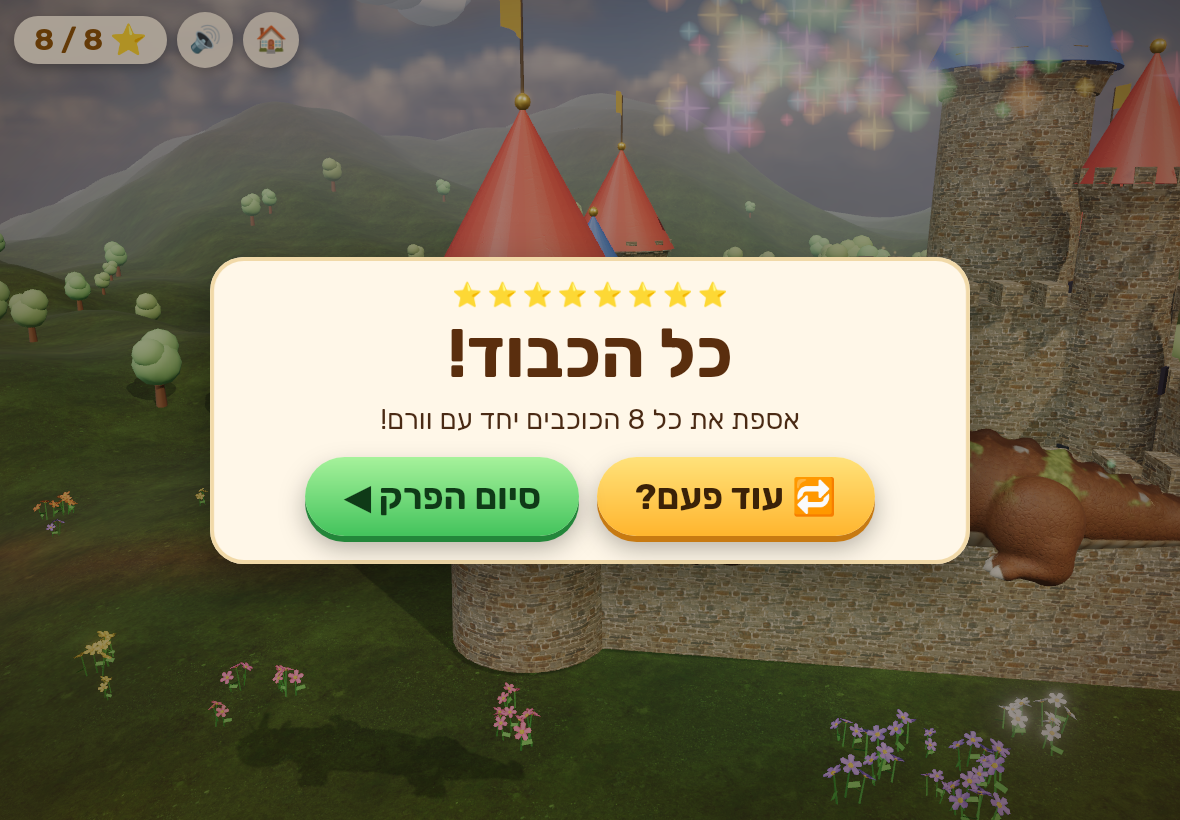 8 / 8 ⭐
⭐⭐⭐⭐⭐⭐⭐⭐
כל הכבוד!
אספת את כל 8 הכוכבים יחד עם וורם!
🔁 עוד פעם?
סיום הפרק ◀